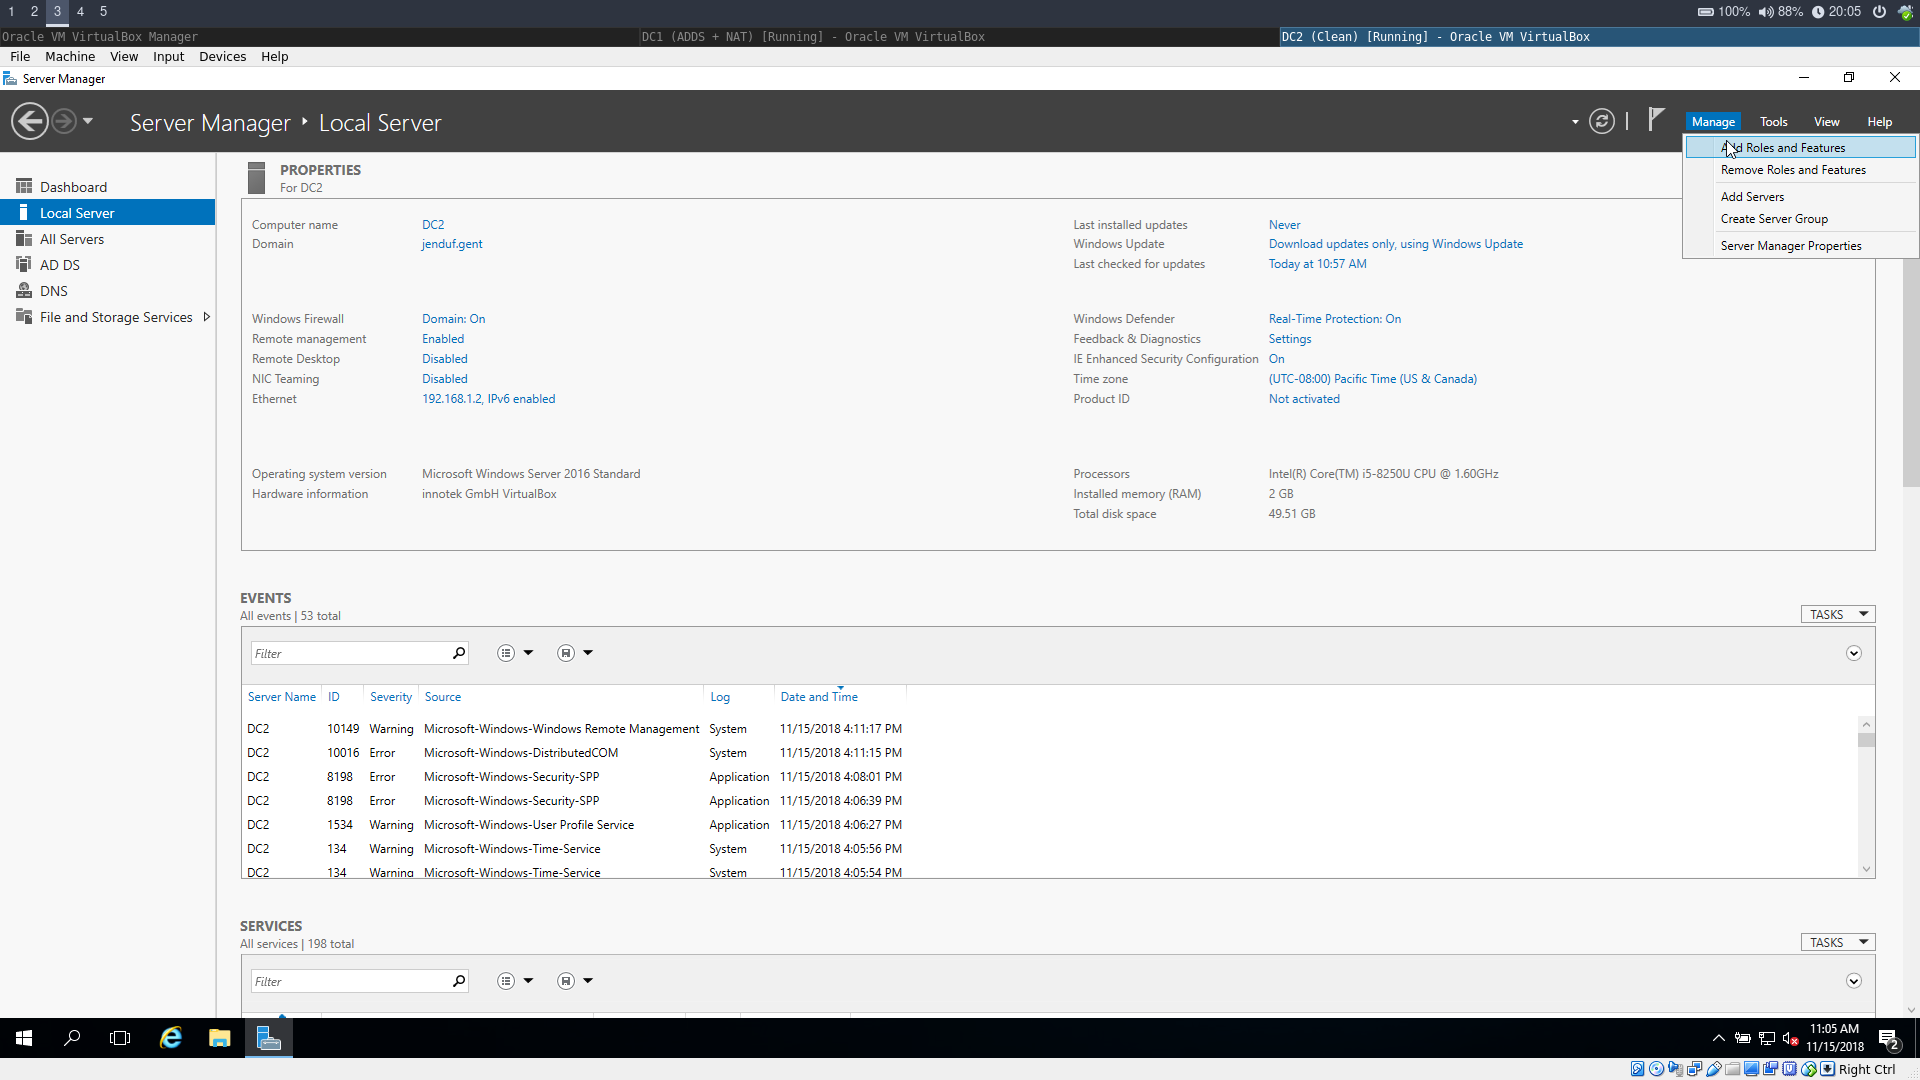 1 2 3 4 5
100% 88% 20:05
Oracle VM VirtualBox Manager
DC1 (ADDS + NAT) [Running] - Oracle VM VirtualBox
DC2 (Clean) [Running] - Oracle VM VirtualBox
File Machine View Input Devices Help
Server Manager
Server Manager Local Server
Manage Tools View Help
Add Roles and Features
Remove Roles and Features
Add Servers
Create Server Group
Server Manager Properties
Dashboard
Local Server
All Servers
AD DS
DNS
File and Storage Services
PROPERTIES
For DC2
Computer name DC2
Domain jenduf.gent
Last installed updates Never
Windows Update Download updates only, using Windows Update
Last checked for updates Today at 10:57 AM
Windows Firewall Domain: On
Remote management Enabled
Remote Desktop Disabled
NIC Teaming Disabled
Ethernet 192.168.1.2, IPv6 enabled
Windows Defender Real-Time Protection: On
Feedback & Diagnostics Settings
IE Enhanced Security Configuration On
Time zone (UTC-08:00) Pacific Time (US & Canada)
Product ID Not activated
Operating system version Microsoft Windows Server 2016 Standard
Hardware information innotek GmbH VirtualBox
Processors Intel(R) Core(TM) i5-8250U CPU @ 1.60GHz
Installed memory (RAM) 2 GB
Total disk space 49.51 GB
EVENTS
All events | 53 total
TASKS
Filter
Server Name ID Severity Source Log Date and Time
DC2 10149 Warning Microsoft-Windows-Windows Remote Management System 11/15/2018 4:11:17 PM
DC2 10016 Error Microsoft-Windows-DistributedCOM System 11/15/2018 4:11:15 PM
DC2 8198 Error Microsoft-Windows-Security-SPP Application 11/15/2018 4:08:01 PM
DC2 8198 Error Microsoft-Windows-Security-SPP Application 11/15/2018 4:06:39 PM
DC2 1534 Warning Microsoft-Windows-User Profile Service Application 11/15/2018 4:06:27 PM
DC2 134 Warning Microsoft-Windows-Time-Service System 11/15/2018 4:05:56 PM
DC2 134 Warning Microsoft-Windows-Time-Service System 11/15/2018 4:05:54 PM
SERVICES
All services | 198 total
TASKS
Filter
11:05 AM
11/15/2018
2
Right Ctrl